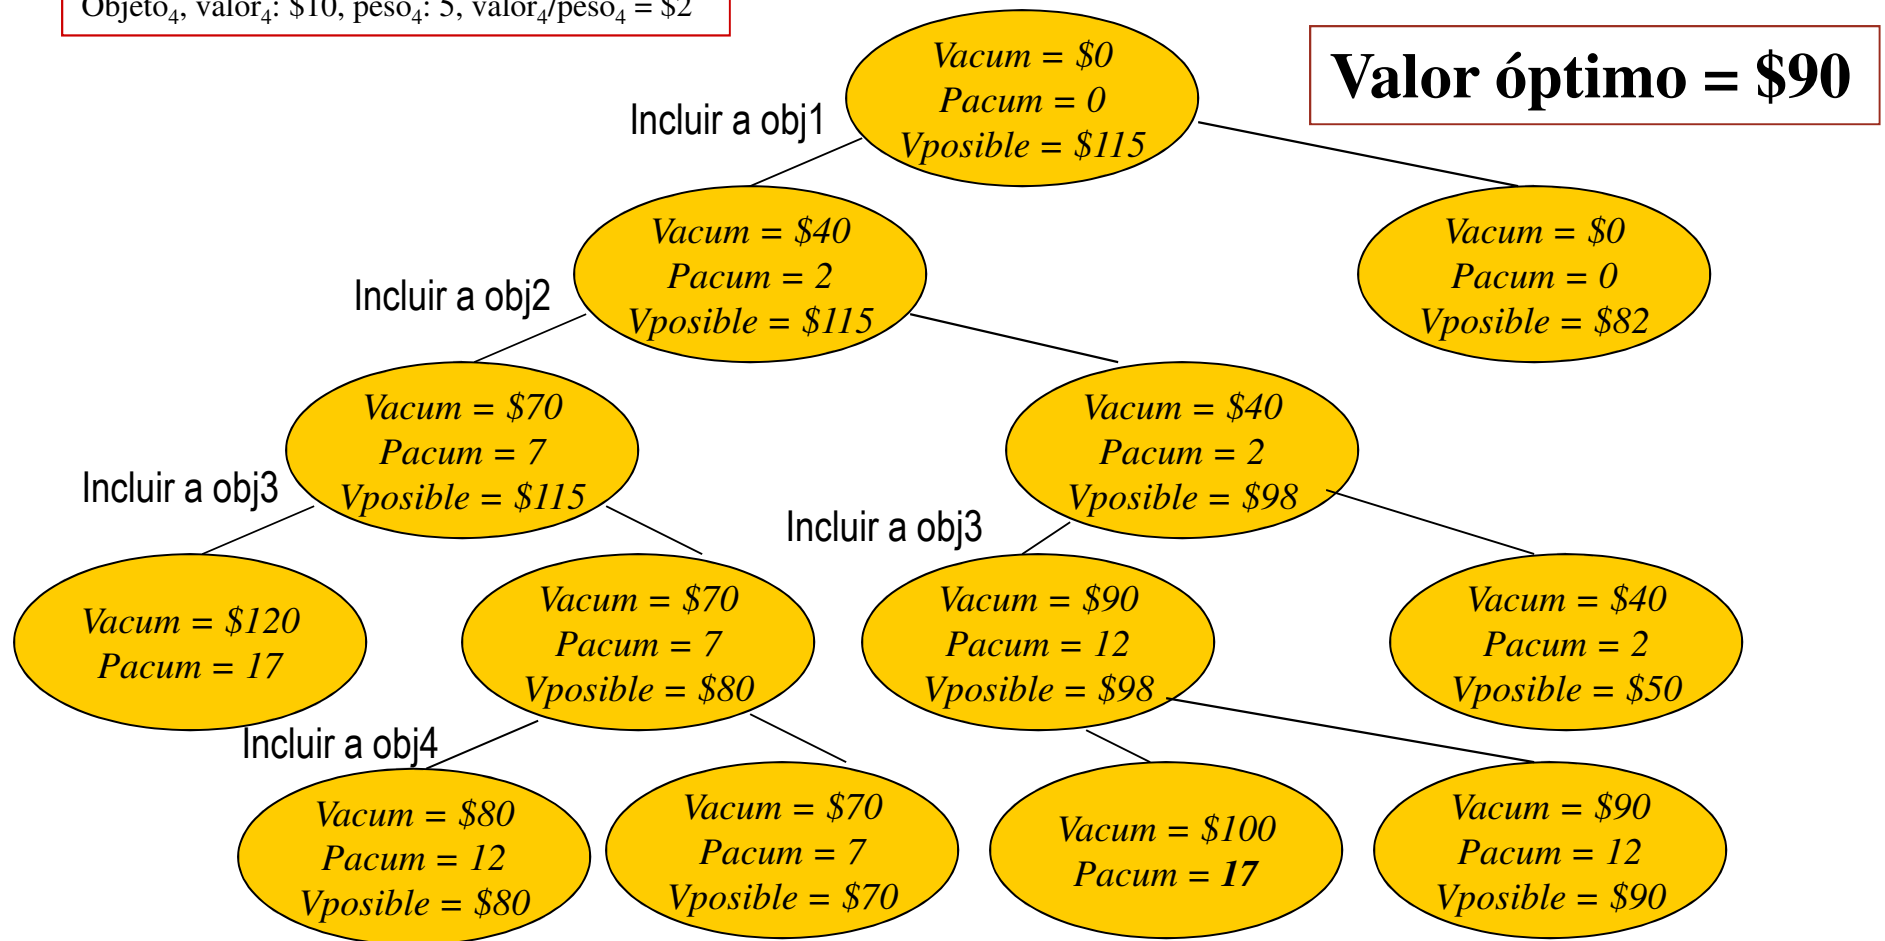 Objeto₄, valor₄: $10, peso₄: 5, valor₄/peso₄ = $2
Valor óptimo = $90
Vacum = $0
Pacum = 0
Vposible = $115
Incluir a obj1
Vacum = $40
Pacum = 2
Vposible = $115
Vacum = $0
Pacum = 0
Vposible = $82
Incluir a obj2
Vacum = $70
Pacum = 7
Vposible = $115
Vacum = $40
Pacum = 2
Vposible = $98
Incluir a obj3
Incluir a obj3
Vacum = $120
Pacum = 17
Vacum = $70
Pacum = 7
Vposible = $80
Vacum = $90
Pacum = 12
Vposible = $98
Vacum = $40
Pacum = 2
Vposible = $50
Incluir a obj4
Vacum = $80
Pacum = 12
Vposible = $80
Vacum = $70
Pacum = 7
Vposible = $70
Vacum = $100
Pacum = 17
Vacum = $90
Pacum = 12
Vposible = $90